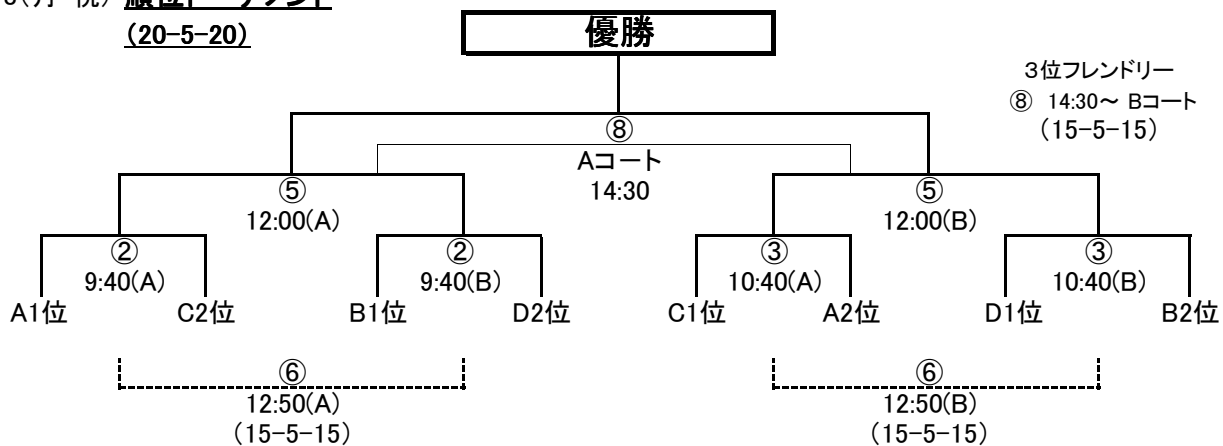 (月・祝) 順位トーナメント
(20-5-20)
優勝
3位フレンドリー
⑧ 14:30～ Bコート
(15-5-15)
⑧
Aコート
14:30
⑤ ⑤
12:00(A) 12:00(B)
② ② ③ ③
9:40(A) 9:40(B) 10:40(A) 10:40(B)
A1位 C2位 B1位 D2位 C1位 A2位 D1位 B2位
⑥ ⑥
12:50(A) 12:50(B)
(15-5-15) (15-5-15)